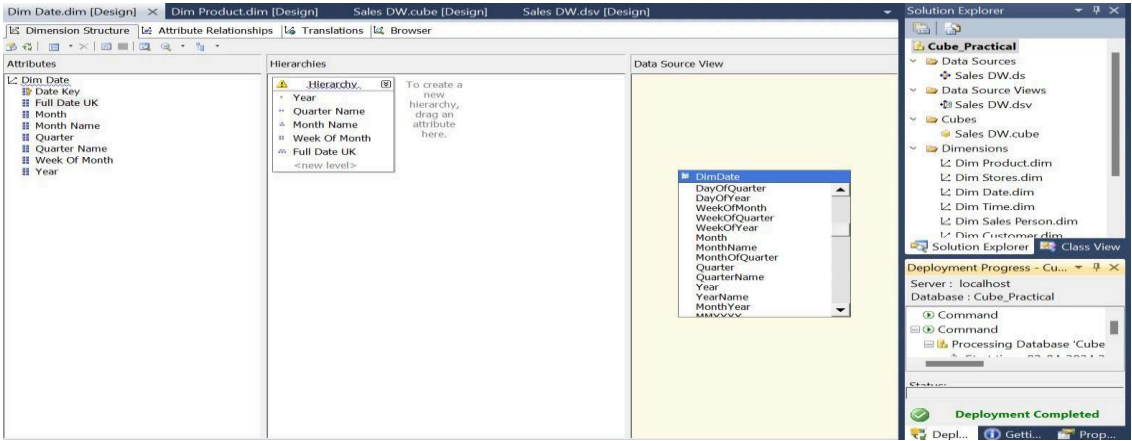 Dim Date.dim [Design] × Dim Product.dim [Design] Sales DW.cube [Design] Sales DW.dsv [Design]
Dimension Structure Attribute Relationships Translations Browser
Attributes
Dim Date
Date Key
Full Date UK
Month
Month Name
Quarter
Quarter Name
Week Of Month
Year
Hierarchies
Hierarchy
Year
Quarter Name
Month Name
Week Of Month
Full Date UK
<new level>
To create a
new
hierarchy,
drag an
attribute
here.
Data Source View
DimDate
DayOfQuarter
DayOfYear
WeekOfMonth
WeekOfQuarter
WeekOfYear
Month
MonthName
MonthOfQuarter
Quarter
QuarterName
Year
YearName
MonthYear
MMYYYY
Solution Explorer
Cube_Practical
Data Sources
Sales DW.ds
Data Source Views
Sales DW.dsv
Cubes
Sales DW.cube
Dimensions
Dim Product.dim
Dim Stores.dim
Dim Date.dim
Dim Time.dim
Dim Sales Person.dim
Dim Customer.dim
Solution Explorer Class View
Deployment Progress - Cu...
Server : localhost
Database : Cube_Practical
Command
Command
Processing Database 'Cube
Status:
Deployment Completed
Depl... Getti... Prop...